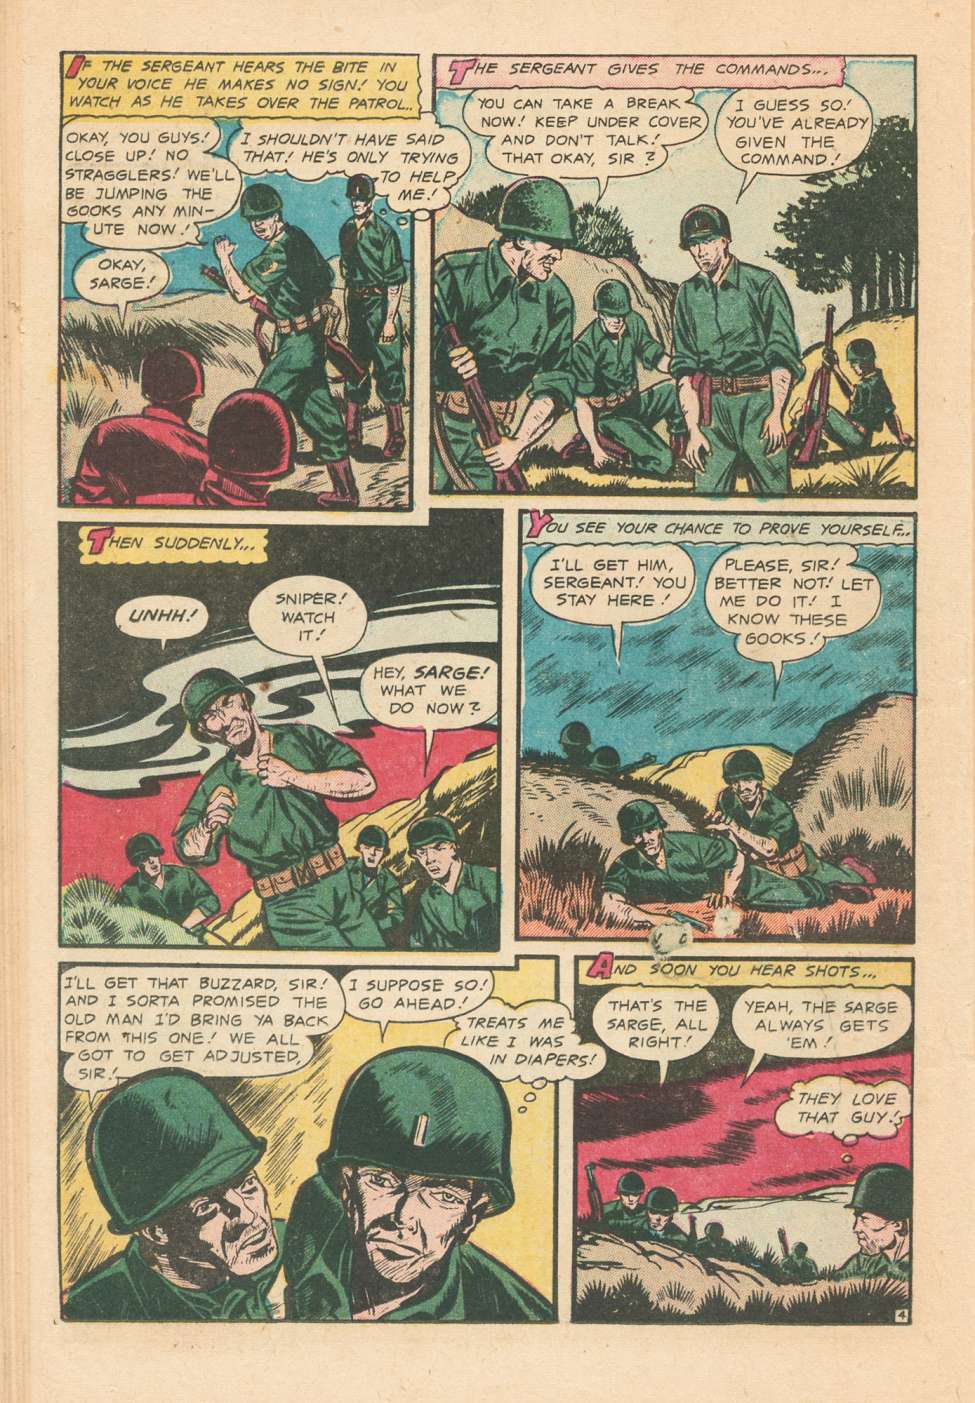 IF THE SERGEANT HEARS THE BITE IN
YOUR VOICE HE MAKES NO SIGN! YOU
WATCH AS HE TAKES OVER THE PATROL..
OKAY, YOU GUYS!
CLOSE UP! NO
STRAGGLERS! WE'LL
BE JUMPING THE
GOOKS ANY MIN-
UTE NOW!
I SHOULDN'T HAVE SAID
THAT! HE'S ONLY TRYING
TO HELP
ME!
OKAY,
SARGE!
THE SERGEANT GIVES THE COMMANDS...
YOU CAN TAKE A BREAK
NOW! KEEP UNDER COVER
AND DON'T TALK!
THAT OKAY, SIR?
I GUESS SO!
YOU'VE ALREADY
GIVEN THE
COMMAND!
THEN SUDDENLY...
UNHH!
SNIPER!
WATCH
IT!
HEY, SARGE!
WHAT WE
DO NOW?
YOU SEE YOUR CHANCE TO PROVE YOURSELF...
I'LL GET HIM,
SERGEANT! YOU
STAY HERE!
PLEASE, SIR!
BETTER NOT! LET
ME DO IT! I
KNOW THESE
GOOKS!
I'LL GET THAT BUZZARD, SIR!
AND I SORTA PROMISED THE
OLD MAN I'D BRING YA BACK
FROM THIS ONE! WE ALL
GOT TO GET ADJUSTED,
SIR!
I SUPPOSE SO!
GO AHEAD!
TREATS ME
LIKE I WAS
IN DIAPERS!
AND SOON YOU HEAR SHOTS...
THAT'S THE
SARGE, ALL
RIGHT!
YEAH, THE SARGE
ALWAYS GETS
'EM!
THEY LOVE
THAT GUY!
4